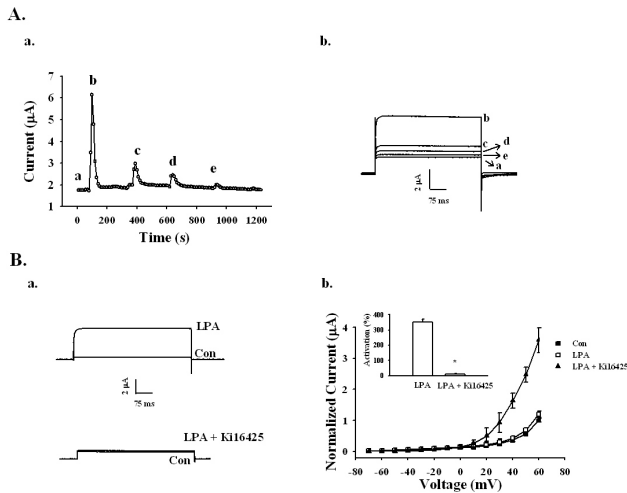 A.
a.
b.
7
6
5
4
3
2
1
Current (μA)
a
b
c
d
e
0 200 400 600 800 1000 1200
Time (s)
b
c
d
e
a
2 μA
75 ms
B.
a.
b.
LPA
Con
2 μA
75 ms
LPA + Ki16425
Con
Normalized Current (μA)
4
3
2
1
0
-80 -60 -40 -20 0 20 40 60 80
Voltage (mV)
Activation (%)
400
300
200
100
0
*
LPA LPA + Ki16425
Con
LPA
LPA + Ki16425